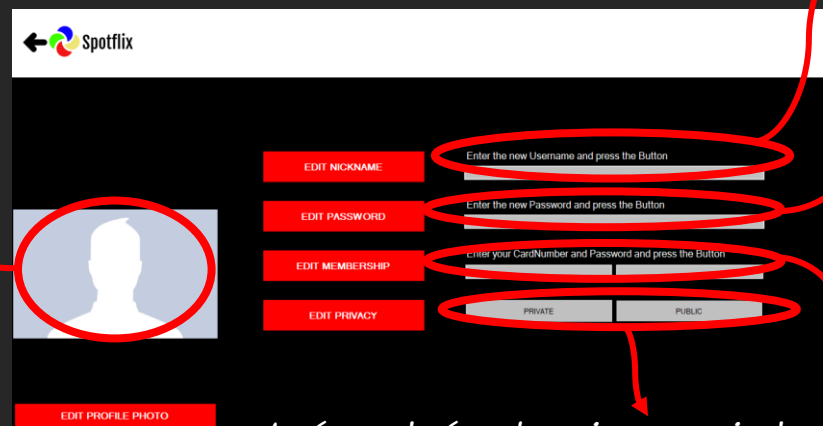 Spotflix
EDIT NICKNAME
Enter the new Username and press the Button
EDIT PASSWORD
Enter the new Password and press the Button
EDIT MEMBERSHIP
Enter your CardNumber and Password and press the Button
EDIT PRIVACY
PRIVATE
PUBLIC
EDIT PROFILE PHOTO